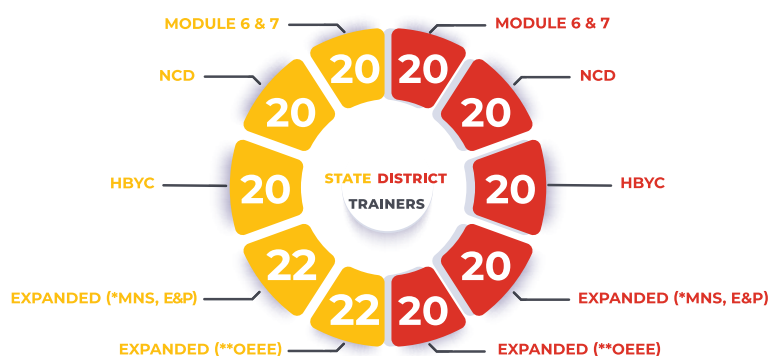 MODULE 6 & 7 MODULE 6 & 7
20 20
NCD NCD
20 20
HBYC HBYC
20 20
STATE DISTRICT
TRAINERS
22 20
EXPANDED (*MNS, E&P) EXPANDED (*MNS, E&P)
22 20
EXPANDED (**OEEE) EXPANDED (**OEEE)